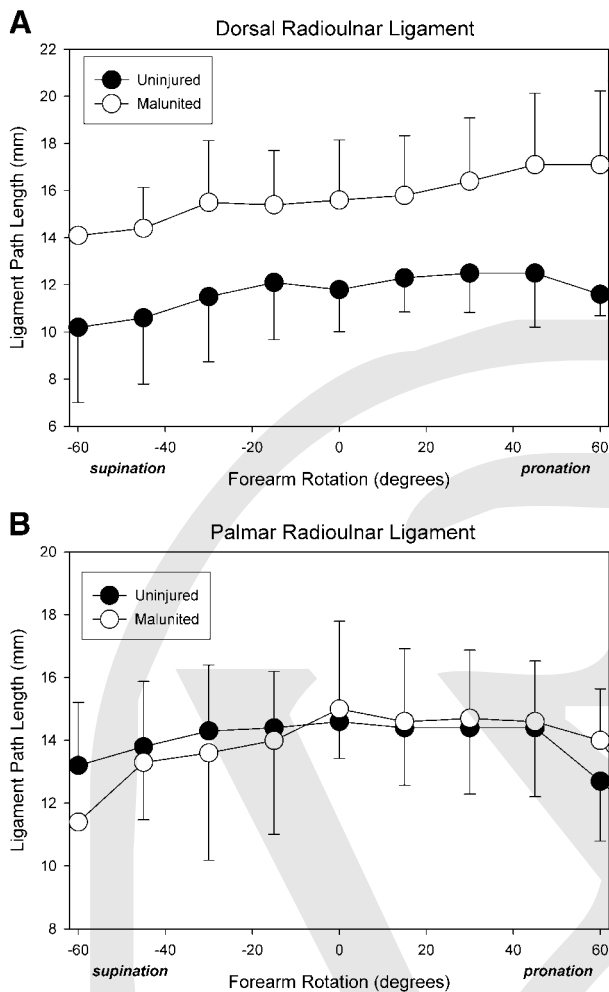 A
Dorsal Radioulnar Ligament
Uninjured
Malunited
Ligament Path Length (mm)
22
20
18
16
14
12
10
8
6
-60 -40 -20 0 20 40 60
supination pronation
Forearm Rotation (degrees)
B
Palmar Radioulnar Ligament
Uninjured
Malunited
Ligament Path Length (mm)
20
18
16
14
12
10
8
-60 -40 -20 0 20 40 60
supination pronation
Forearm Rotation (degrees)